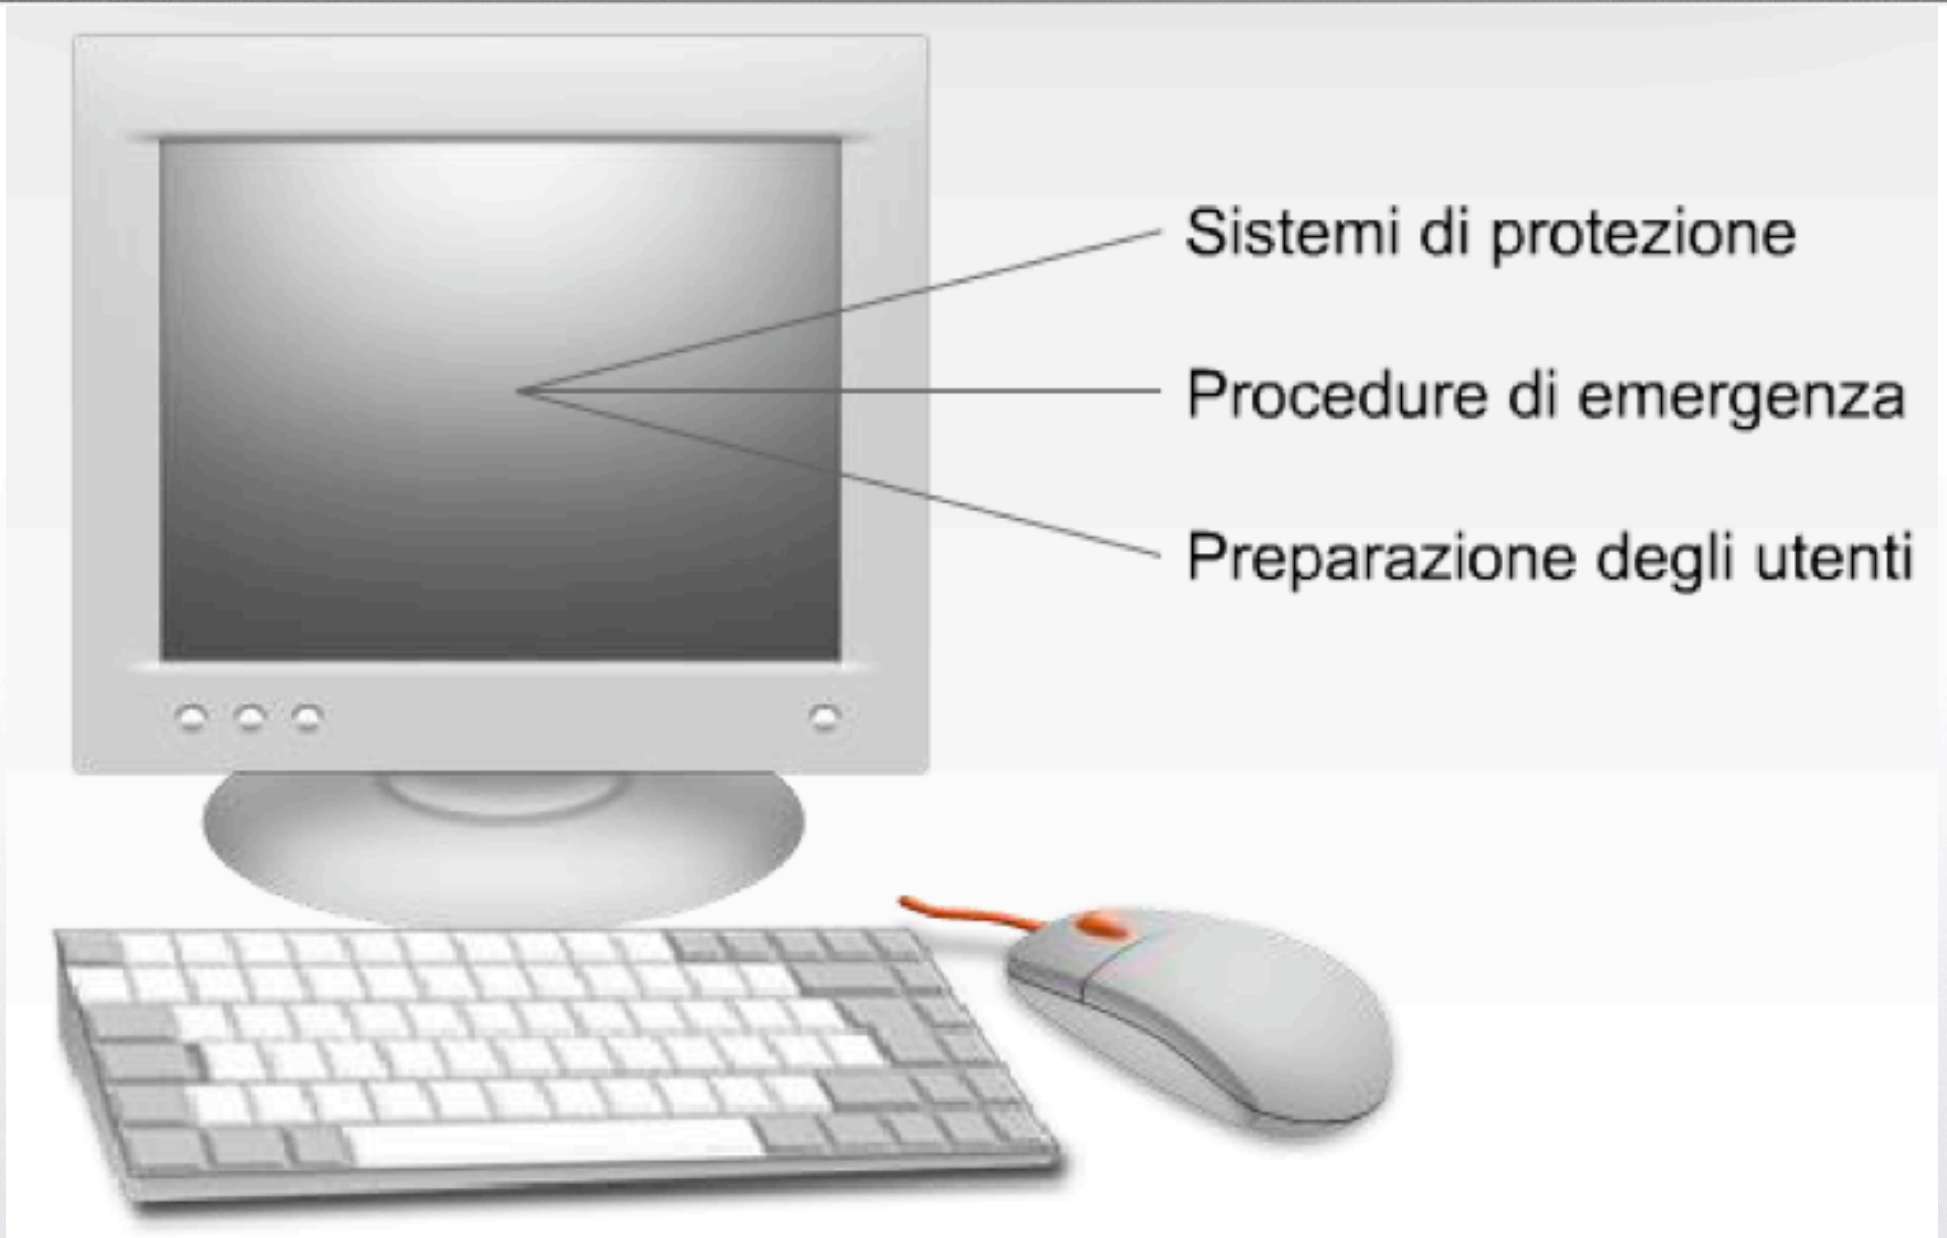 Sistemi di protezione
Procedure di emergenza
Preparazione degli utenti